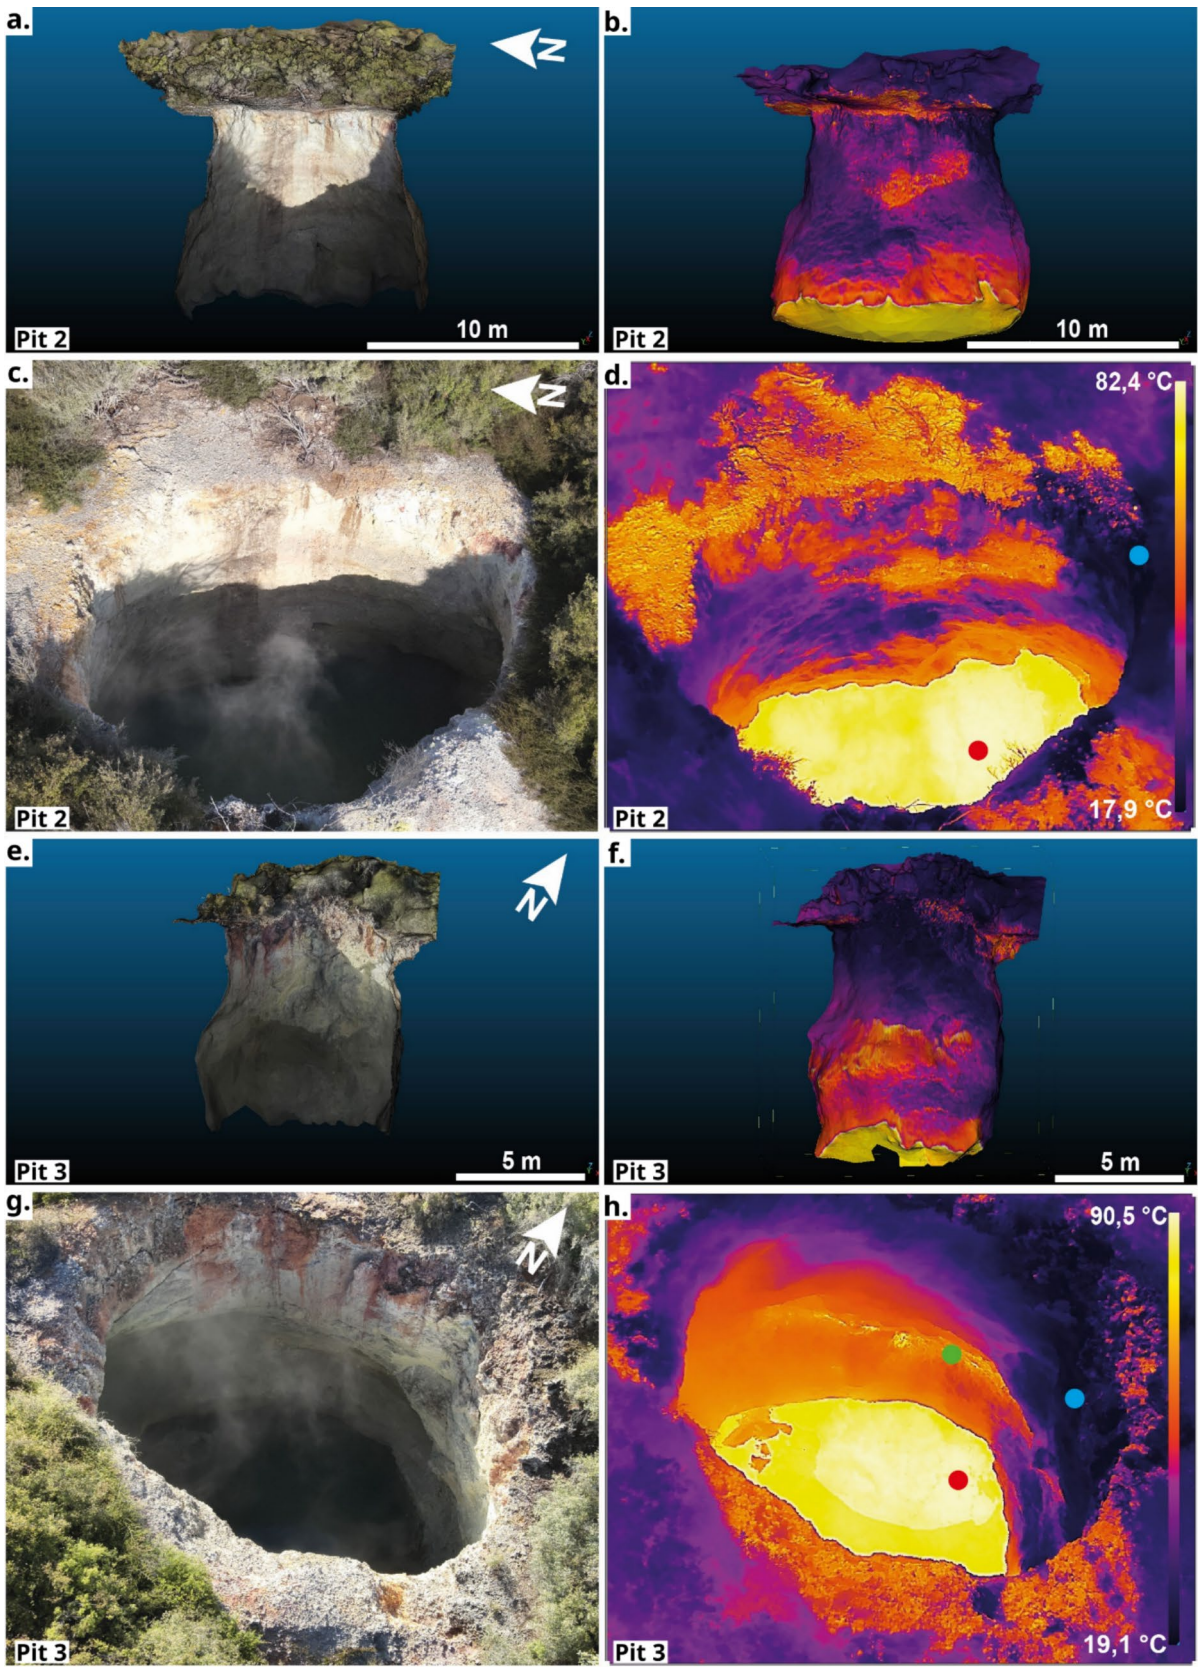 a.
N
10 m
Pit 2
b.
10 m
Pit 2
c.
N
Pit 2
d.
82,4 °C
17,9 °C
Pit 2
e.
N
5 m
Pit 3
f.
5 m
Pit 3
g.
N
Pit 3
h.
90,5 °C
19,1 °C
Pit 3